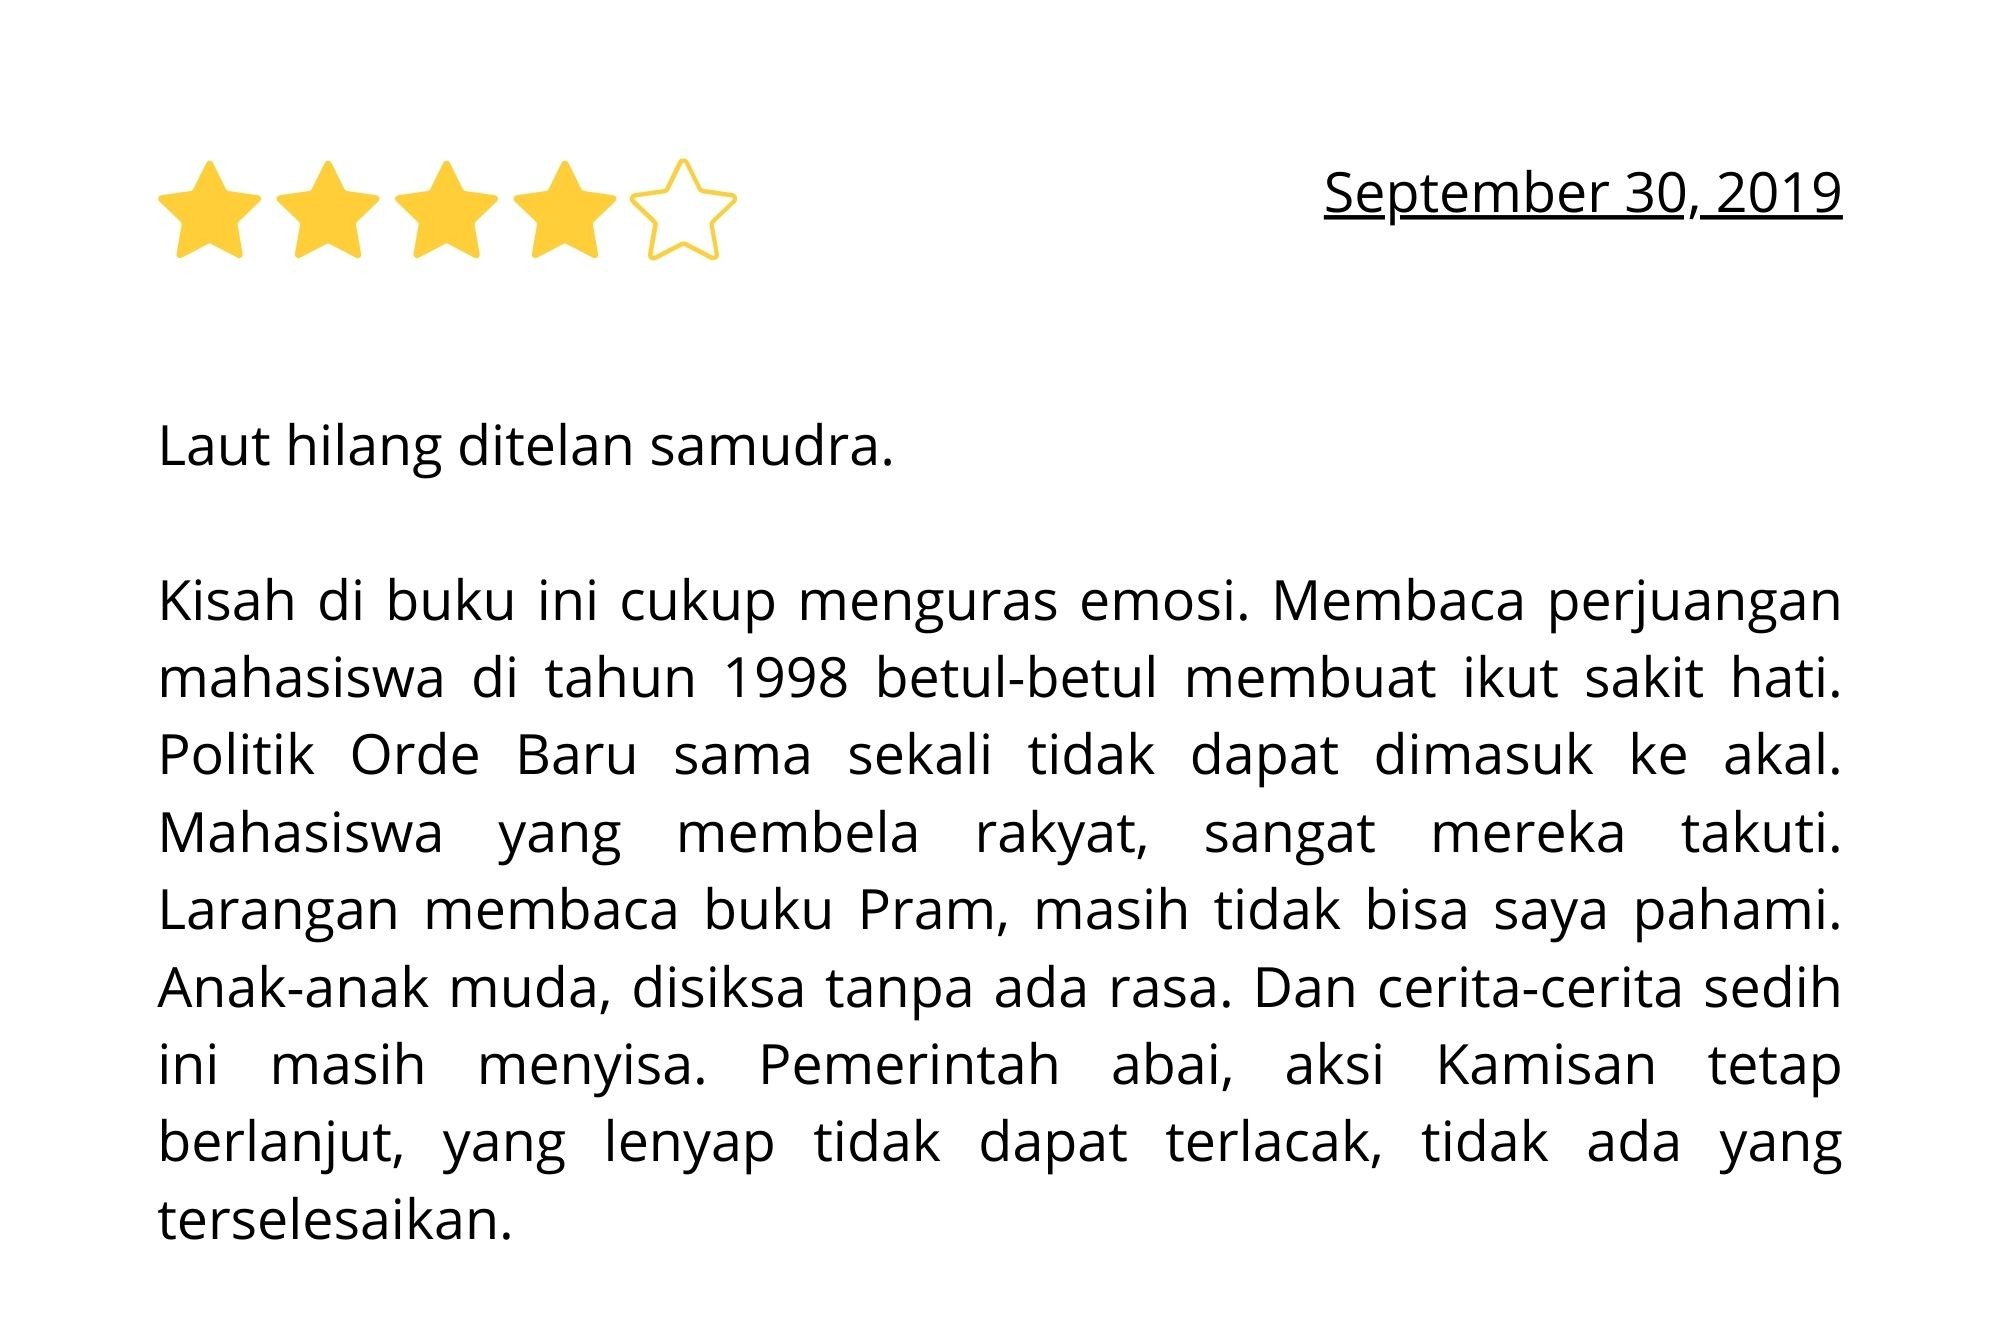 September 30, 2019
Laut hilang ditelan samudra.
Kisah di buku ini cukup menguras emosi. Membaca perjuangan
mahasiswa di tahun 1998 betul-betul membuat ikut sakit hati.
Politik Orde Baru sama sekali tidak dapat dimasuk ke akal.
Mahasiswa yang membela rakyat, sangat mereka takuti.
Larangan membaca buku Pram, masih tidak bisa saya pahami.
Anak-anak muda, disiksa tanpa ada rasa. Dan cerita-cerita sedih
ini masih menyisa. Pemerintah abai, aksi Kamisan tetap
berlanjut, yang lenyap tidak dapat terlacak, tidak ada yang
terselesaikan.